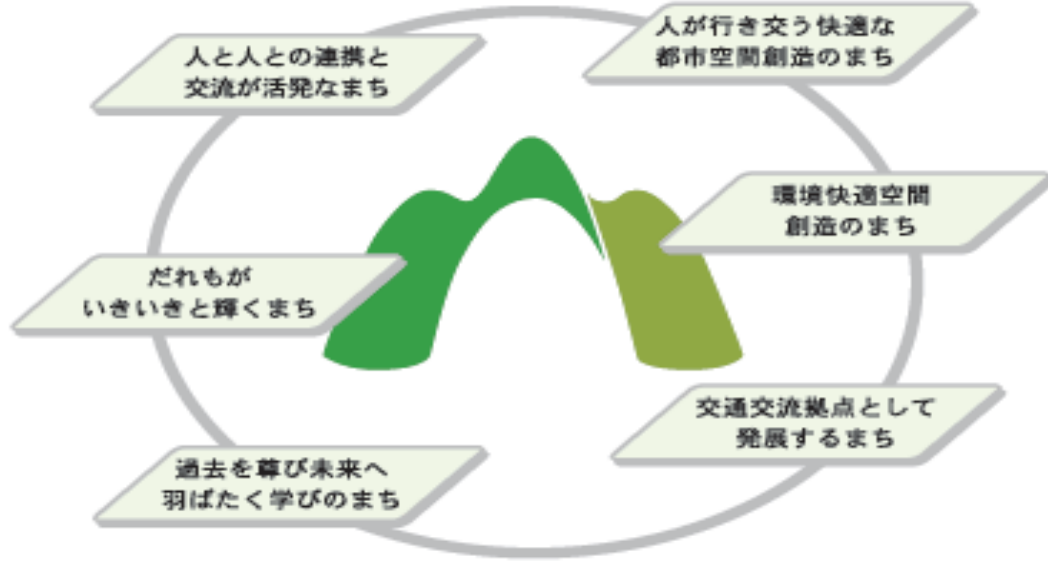 人と人との連携と
交流が活発なまち
人が行き交う快適な
都市空間創造のまち
環境快適空間
創造のまち
だれもが
いきいきと輝くまち
交通交流拠点として
発展するまち
過去を尊び未来へ
羽ばたく学びのまち